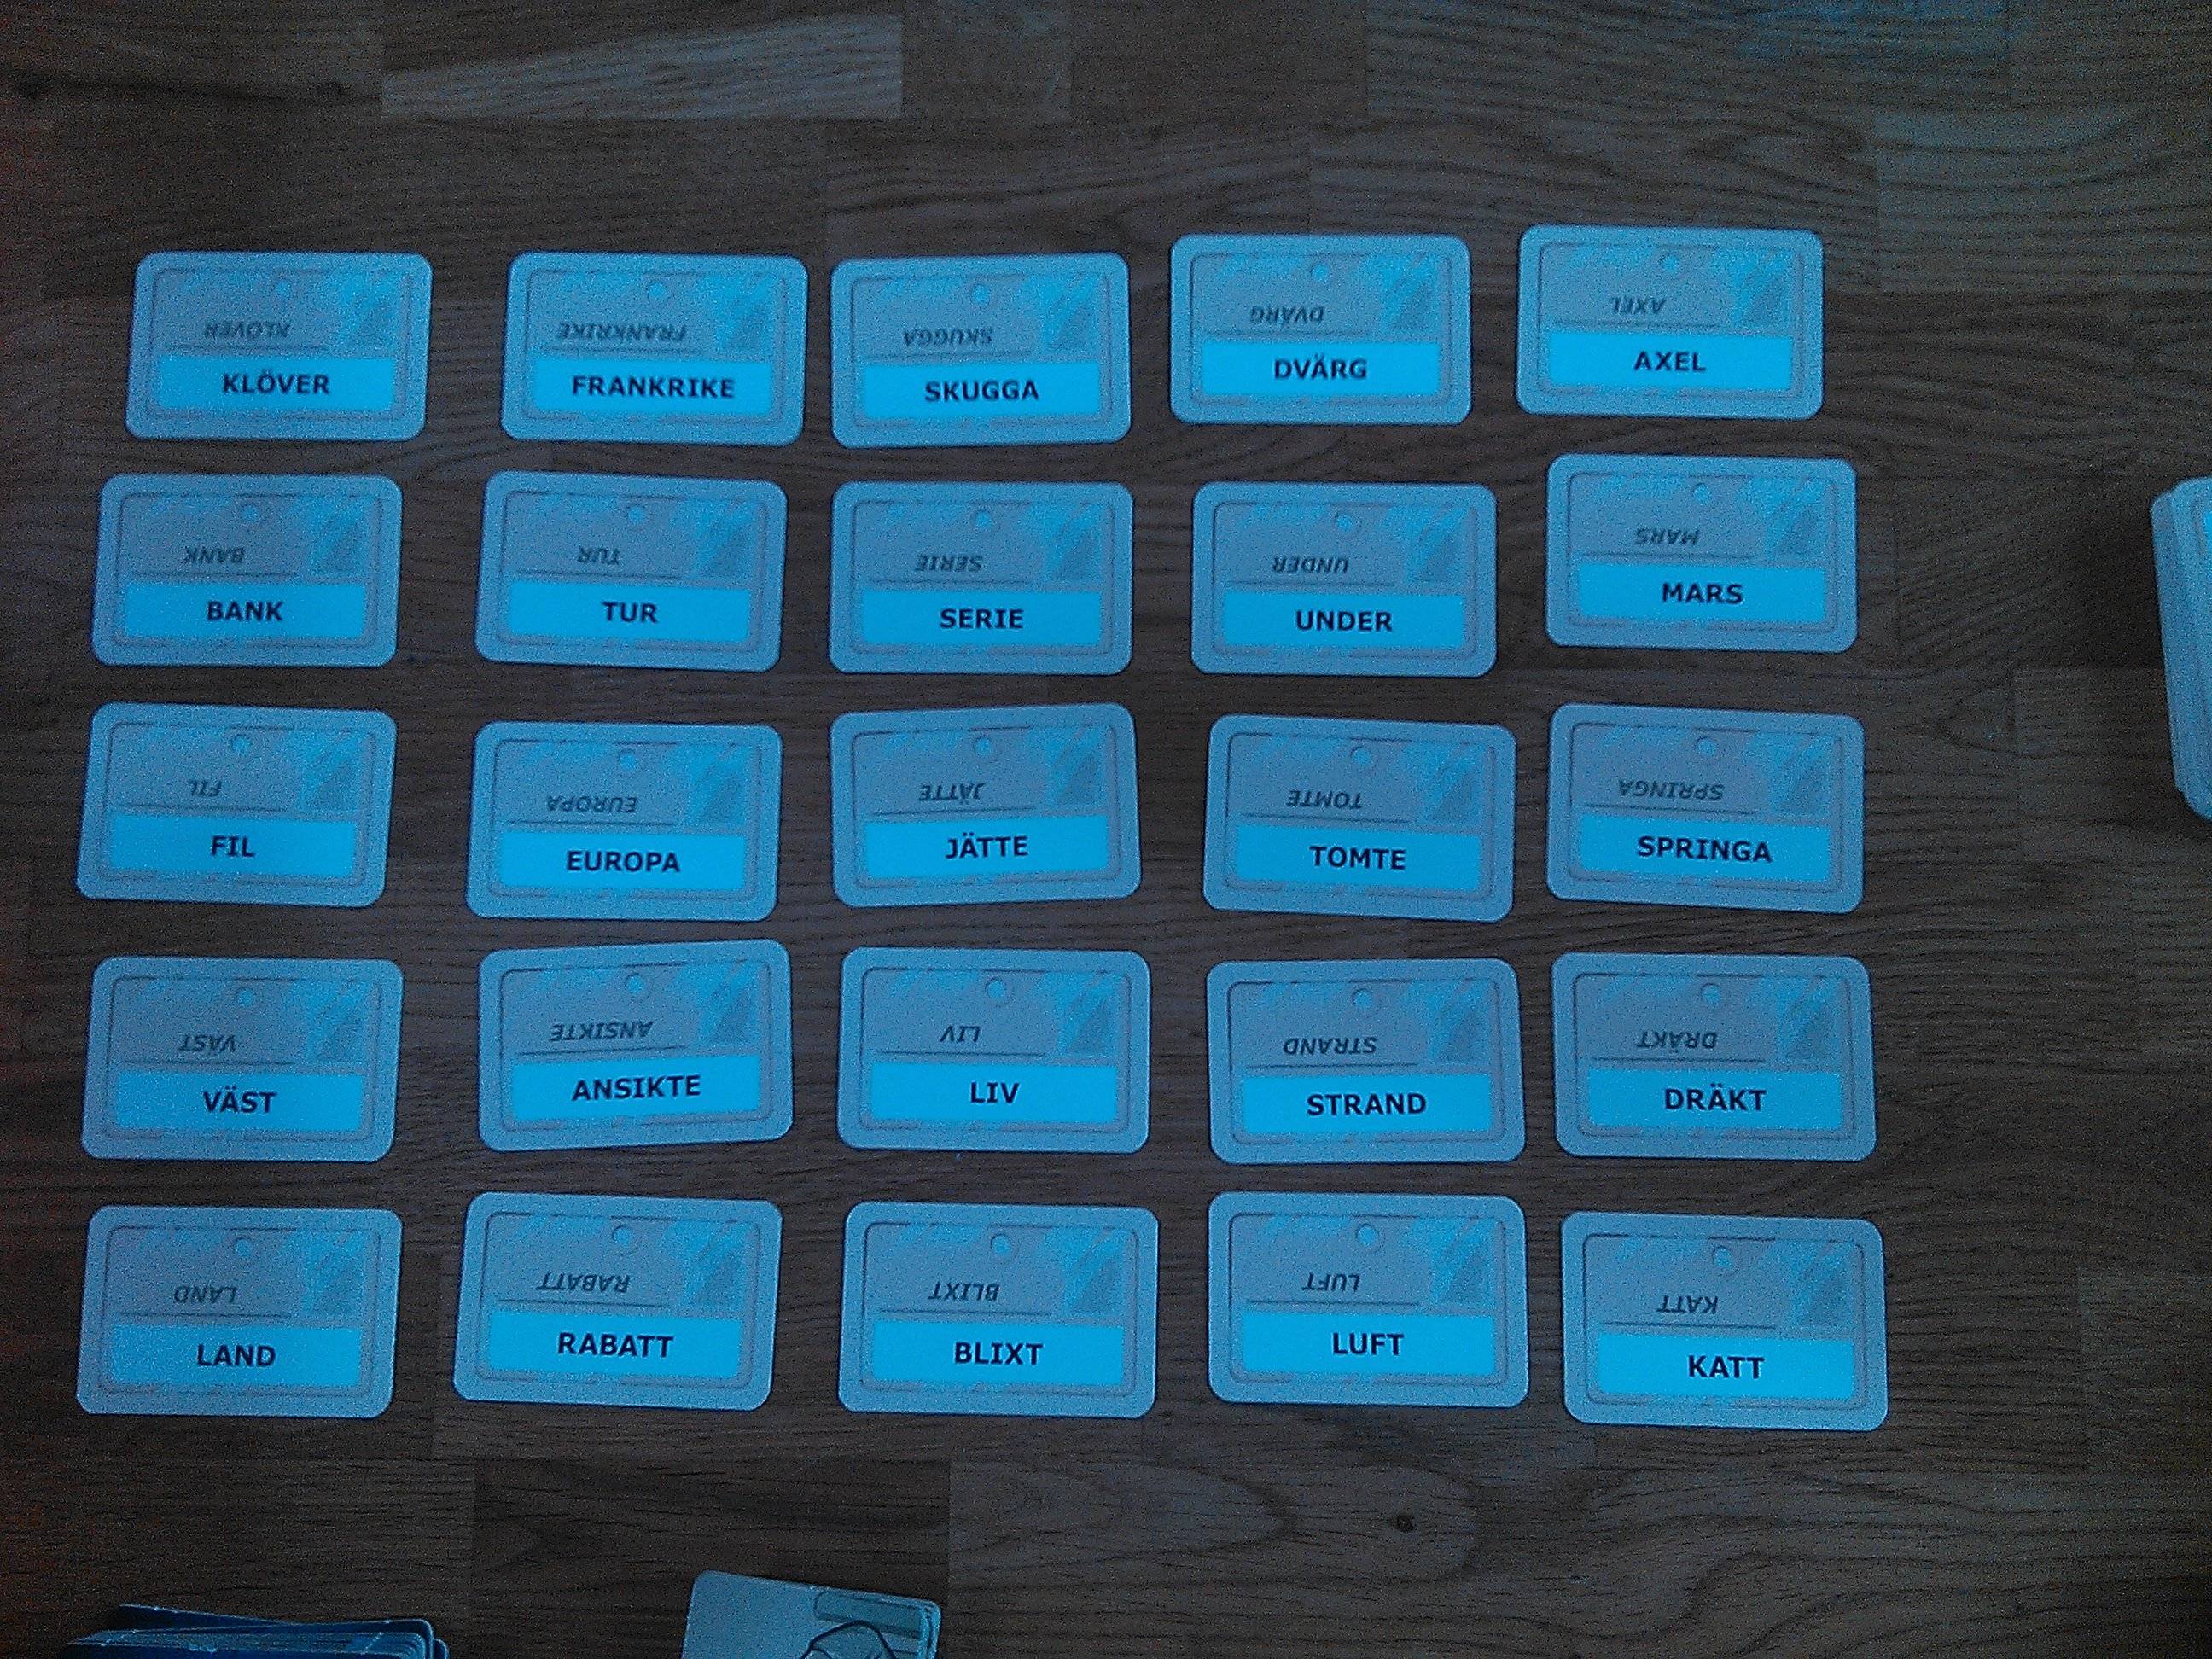 KLÖVER
KLÖVER
FRANKRIKE
FRANKRIKE
SKUGGA
SKUGGA
DVÄRG
DVÄRG
AXEL
AXEL
BANK
BANK
TUR
TUR
SERIE
SERIE
UNDER
UNDER
MARS
MARS
FIL
FIL
EUROPA
EUROPA
JÄTTE
JÄTTE
TOMTE
TOMTE
SPRINGA
SPRINGA
VÄST
VÄST
ANSIKTE
ANSIKTE
LIV
LIV
STRAND
STRAND
DRÄKT
DRÄKT
LAND
LAND
RABATT
RABATT
BLIXT
BLIXT
LUFT
LUFT
KATT
KATT